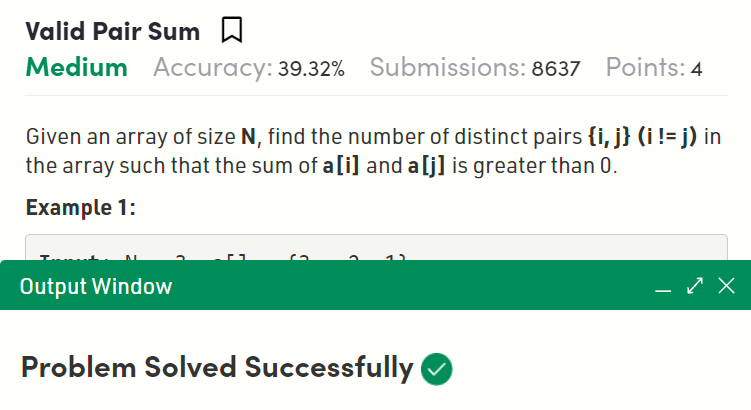 Valid Pair Sum
Medium Accuracy: 39.32% Submissions: 8637 Points: 4
Given an array of size N, find the number of distinct pairs {i, j} (i != j) in
the array such that the sum of a[i] and a[j] is greater than 0.
Example 1:
Output Window
Problem Solved Successfully